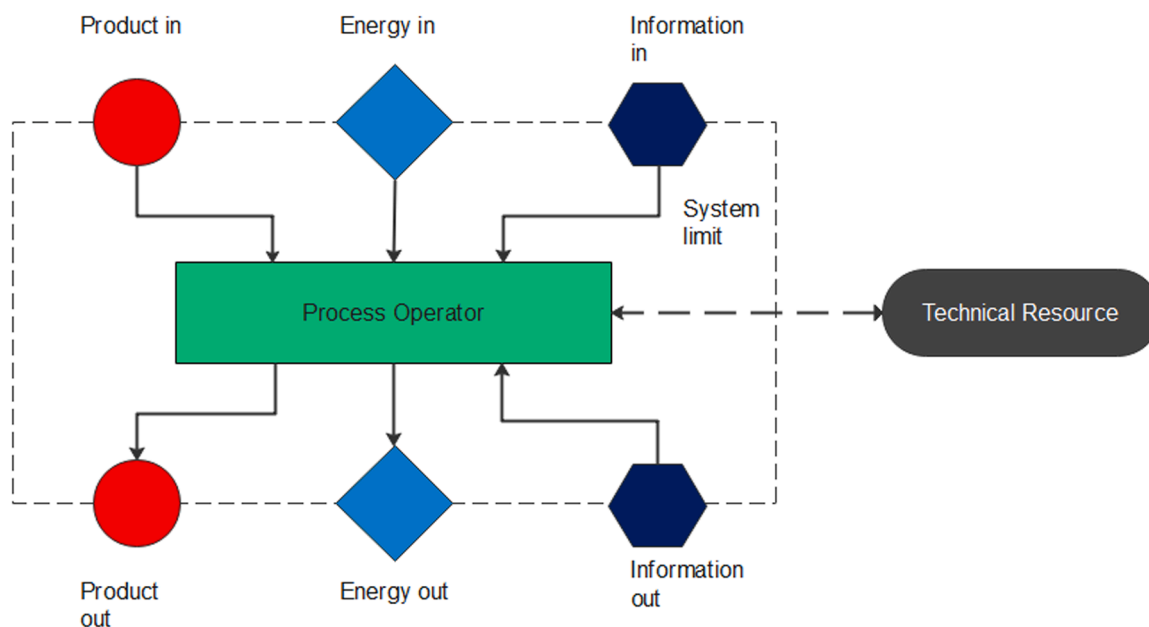 Product in
Energy in
Information
in
System
limit
Process Operator
Technical Resource
Product
out
Energy out
Information
out